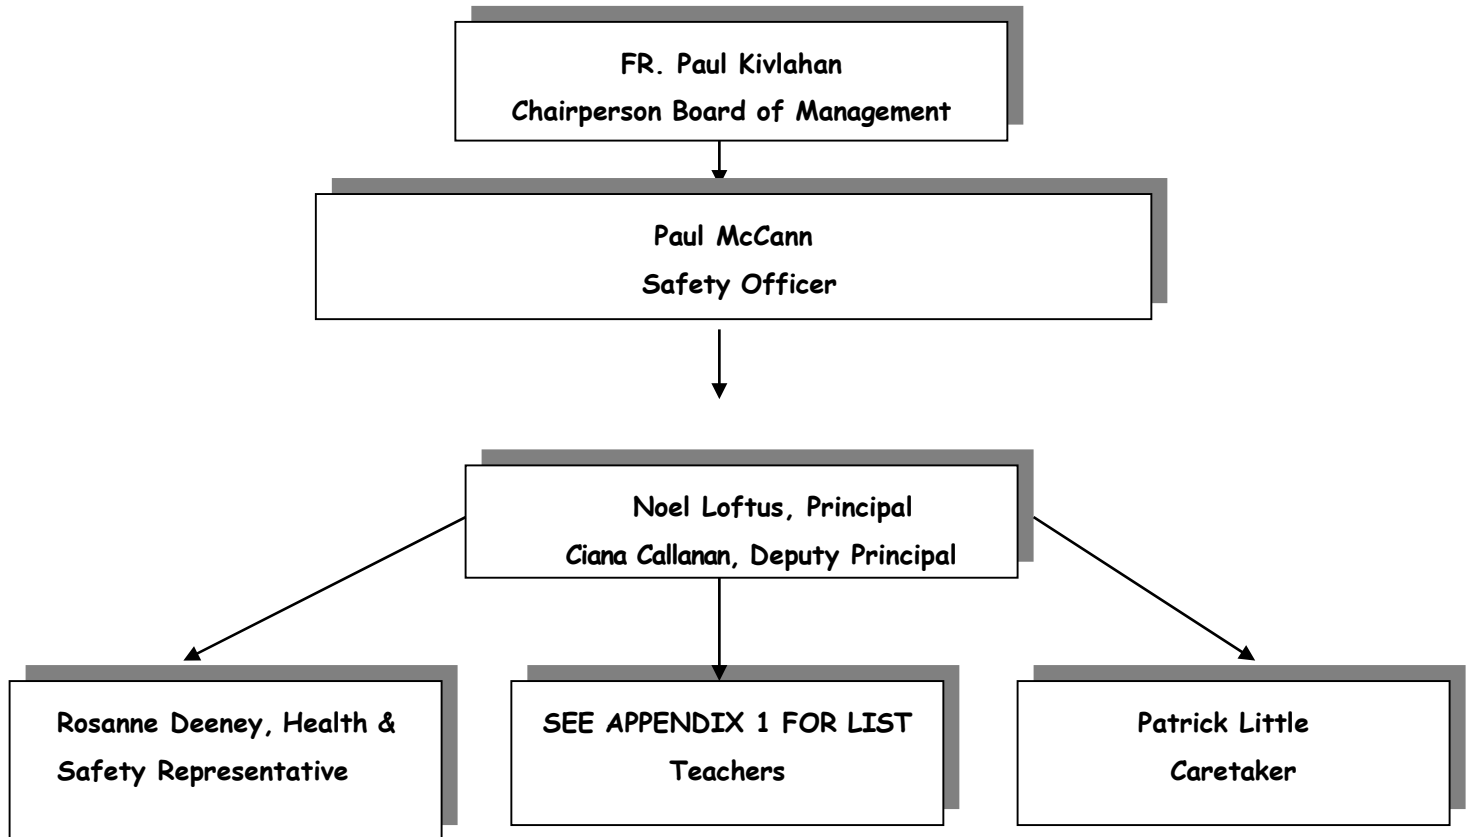 FR. Paul Kivlahan
Chairperson Board of Management
Paul McCann
Safety Officer
Noel Loftus, Principal
Ciana Callanan, Deputy Principal
Rosanne Deeney, Health &
Safety Representative
SEE APPENDIX 1 FOR LIST
Teachers
Patrick Little
Caretaker